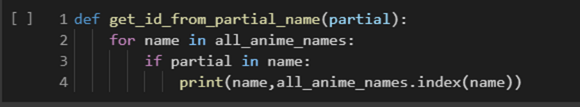 [ ] 1 def get_id_from_partial_name(partial):
2 for name in all_anime_names:
3 if partial in name:
4 print(name,all_anime_names.index(name))